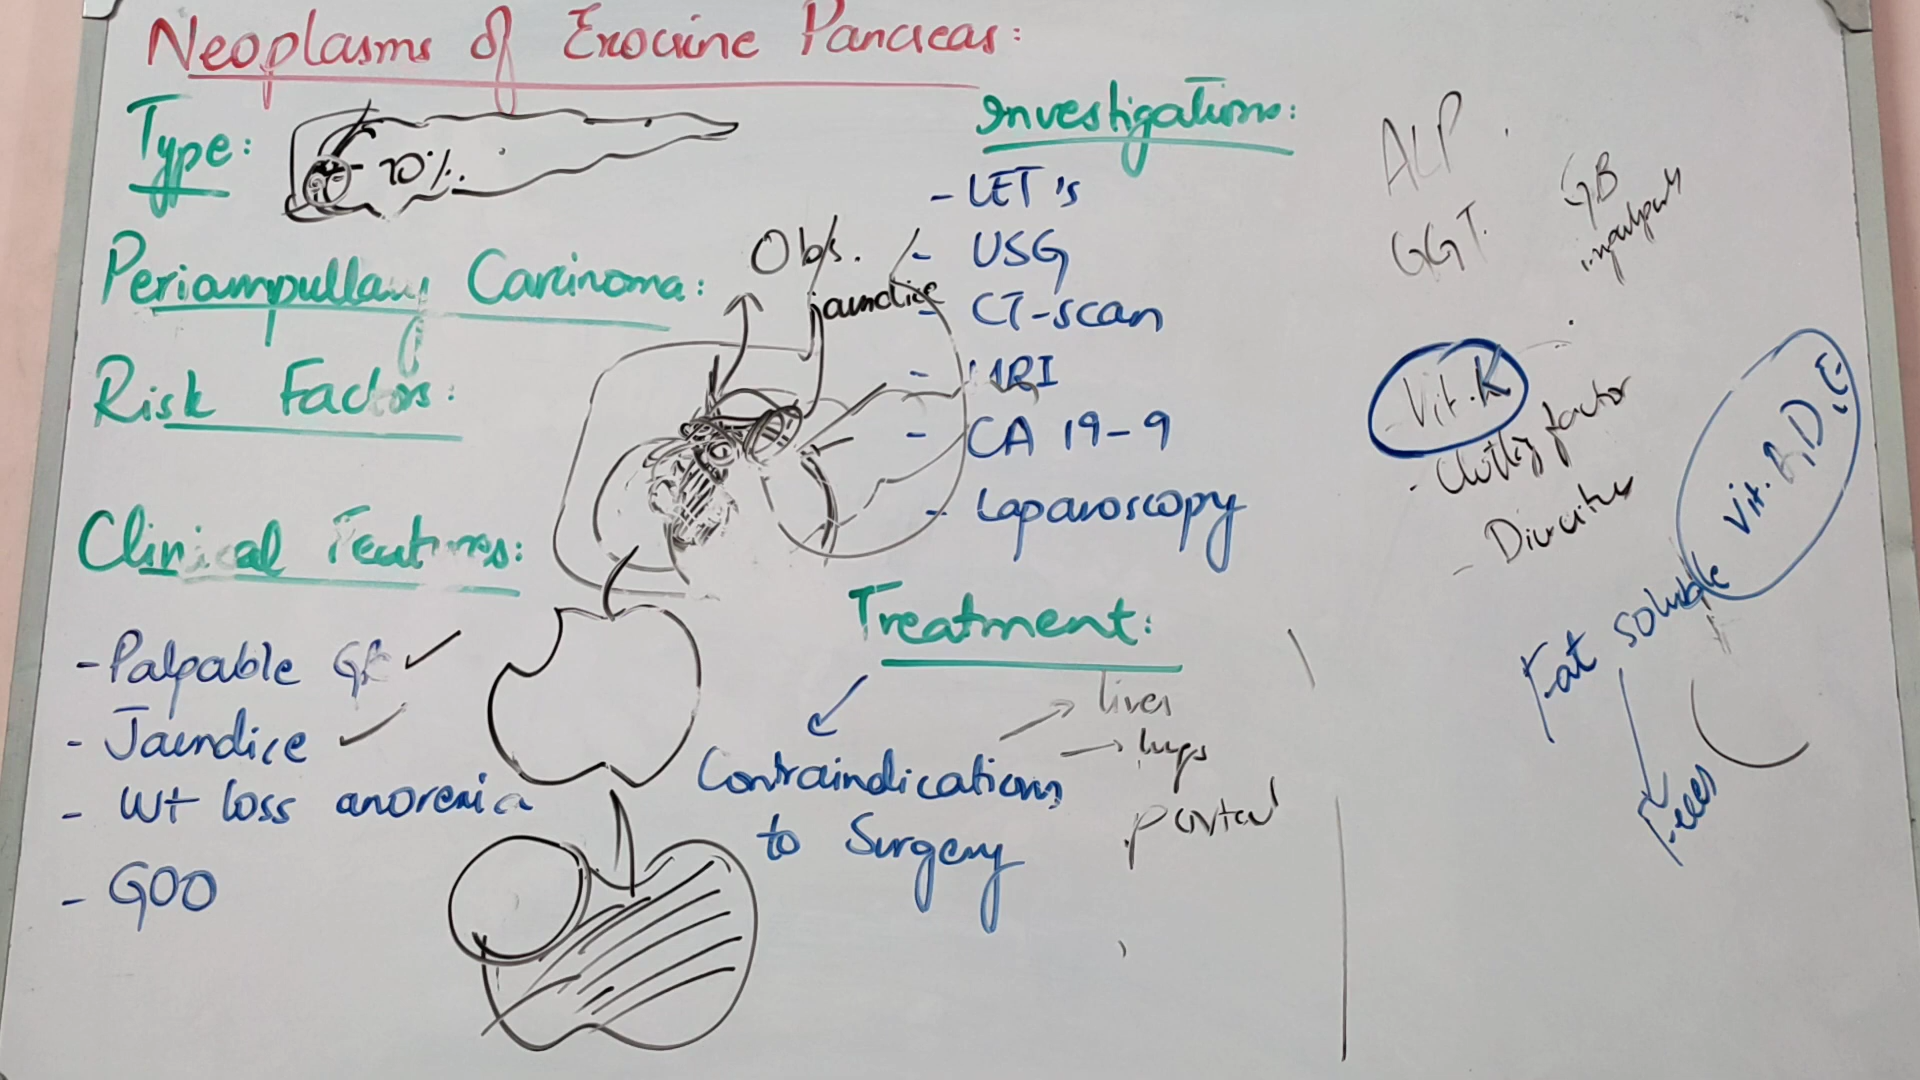 Neoplasms of Exocrine Pancreas:
Type:
70%.
Periampullary Carcinoma:
Obs.
jaundice
Risk Factors:
Clinical Features:
- Palpable GB ✓
- Jaundice ✓
- Wt loss anorexia
- GOO
Investigations:
- LFT's
- USG
- CT-scan
- MRI
- CA 19-9
- Laparoscopy
Treatment:
Contraindications
to Surgery
liver
lungs
portal
ALP
GGT.
GB
Vit. K
- Clotting factor
- Diuretics
Vit. A, D, E
Fat soluble